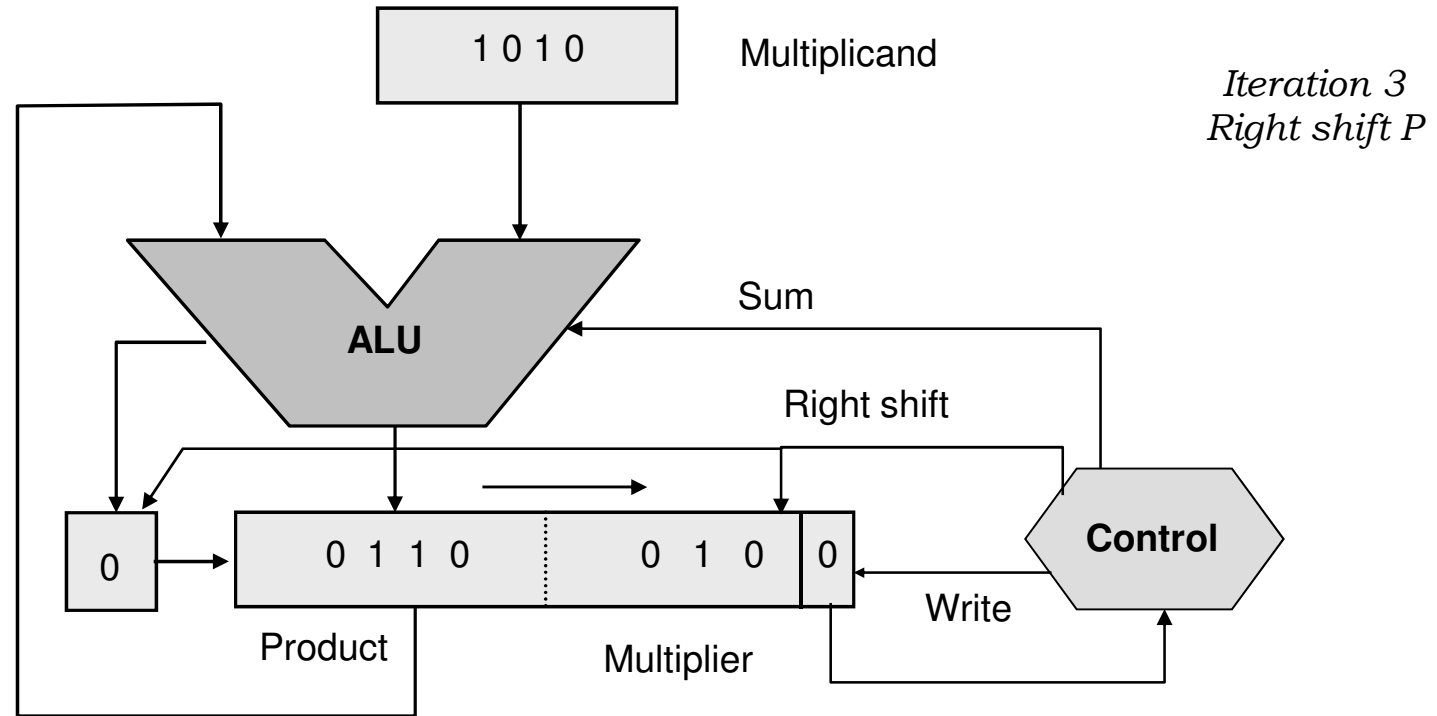 1 0 1 0
Multiplicand
Iteration 3
Right shift P
Sum
ALU
Right shift
0
0 1 1 0
0 1 0
0
Control
Write
Product
Multiplier